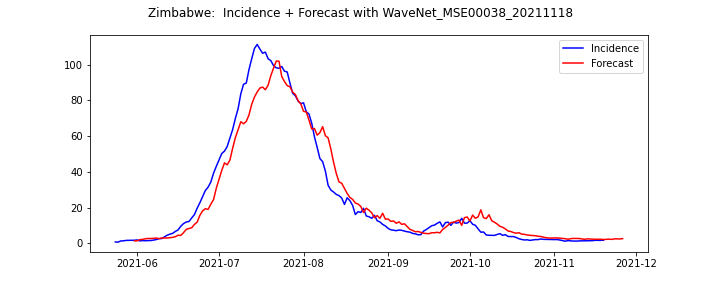 Zimbabwe:  Incidence + Forecast with WaveNet_MSE00038_20211118
Incidence
Forecast
100
80
60
40
20
0
2021-06 2021-07 2021-08 2021-09 2021-10 2021-11 2021-12